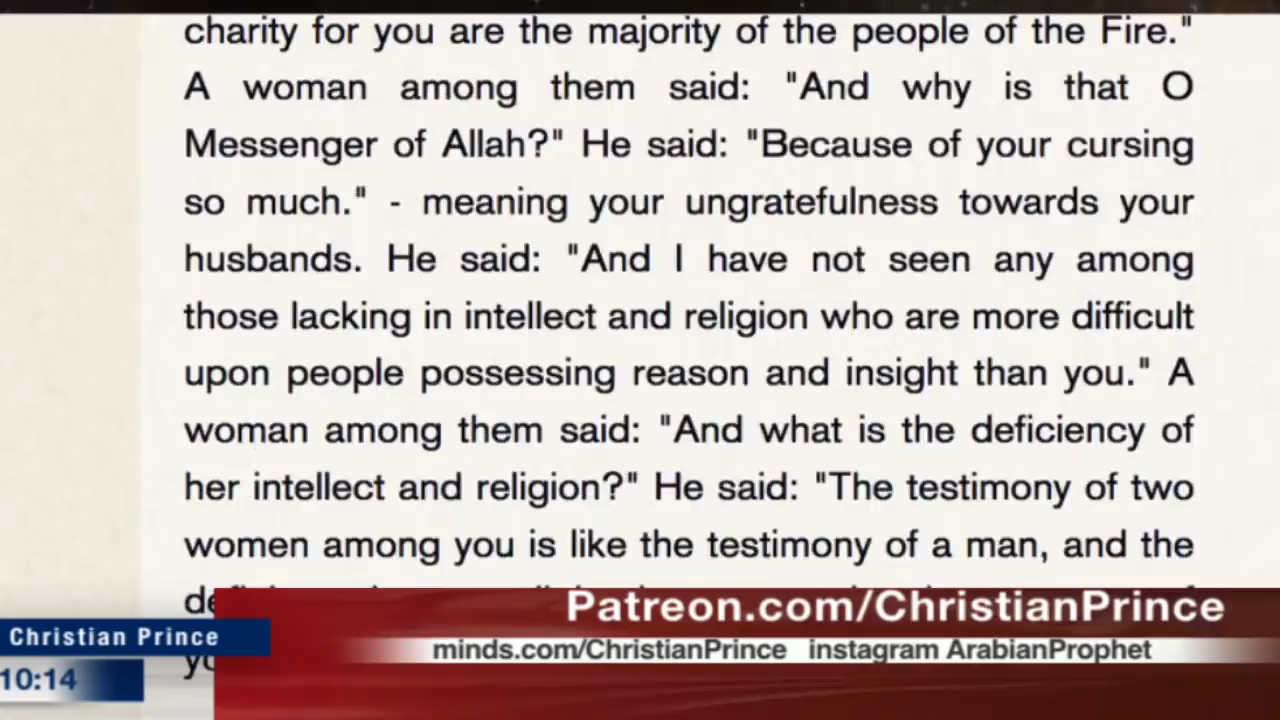 charity for you are the majority of the people of the Fire."
A woman among them said: "And why is that O
Messenger of Allah?" He said: "Because of your cursing
so much." - meaning your ungratefulness towards your
husbands. He said: "And I have not seen any among
those lacking in intellect and religion who are more difficult
upon people possessing reason and insight than you." A
woman among them said: "And what is the deficiency of
her intellect and religion?" He said: "The testimony of two
women among you is like the testimony of a man, and the
Patreon.com/ChristianPrince
Christian Prince
minds.com/ChristianPrince instagram ArabianProphet
10:14